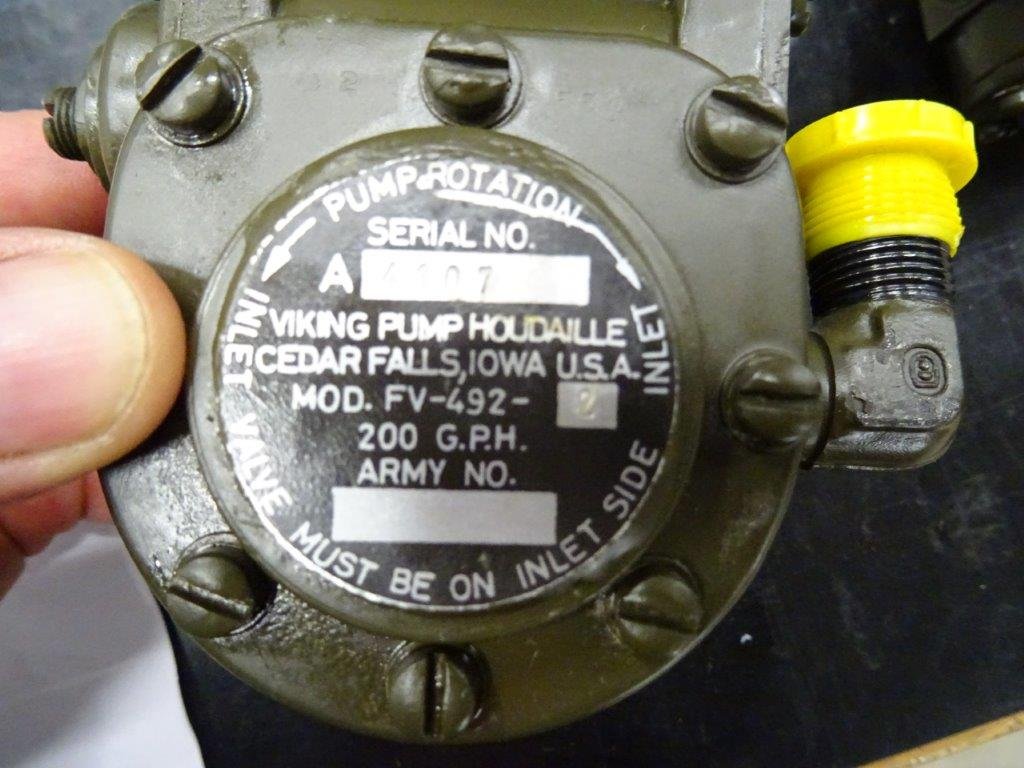 PUMP ROTATION
SERIAL NO.
A
VIKING PUMP HOUDAILLE
CEDAR FALLS, IOWA U.S.A.
MOD. FV-492-2
200 G.P.H.
ARMY NO.
INLET VALVE MUST BE ON INLET SIDE INLET